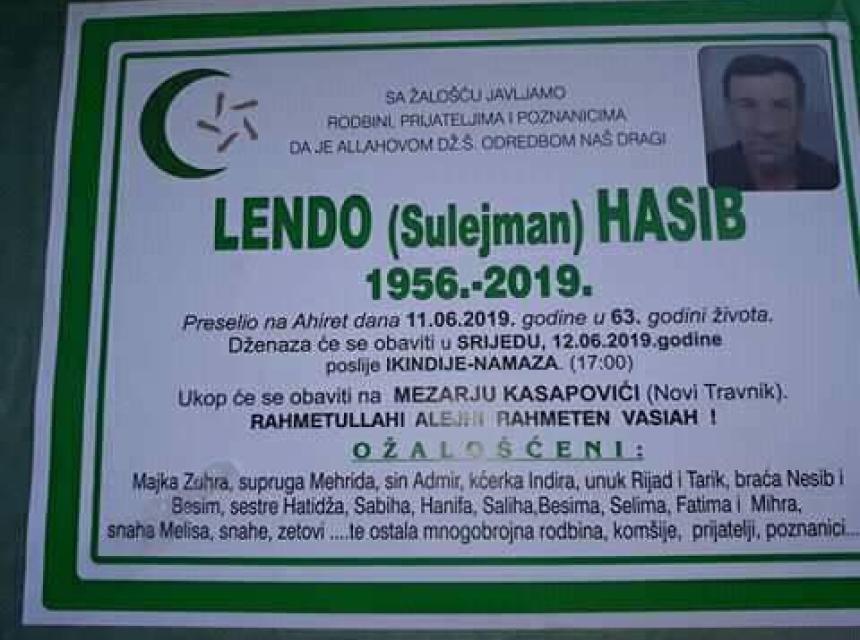 SA ŽALOŠĆU JAVLJAMO
RODBINI, PRIJATELJIMA I POZNANICIMA
DA JE ALLAHOVOM DŽ.Š. ODREDBOM NAŠ DRAGI
LENDO (Sulejman) HASIB
1956.-2019.
Preselio na Ahiret dana 11.06.2019. godine u 63. godini života.
Dženaza će se obaviti u SRIJEDU, 12.06.2019.godine
poslije IKINDIJE-NAMAZA. (17:00)
Ukop će se obaviti na MEZARJU KASAPOVIĆI (Novi Travnik).
RAHMETULLAHI ALEJHI RAHMETEN VASIAH !
OŽALOŠĆENI:
Majka Zuhra, supruga Mehrida, sin Admir, kćerka Indira, unuk Rijad i Tarik, braća Nesib i
Besim, sestre Hatidža, Sabiha, Hanifa, Saliha,Besima, Selima, Fatima i Mihra,
snaha Melisa, snahe, zetovi ....te ostala mnogobrojna rodbina, komšije, prijatelji, poznanici...